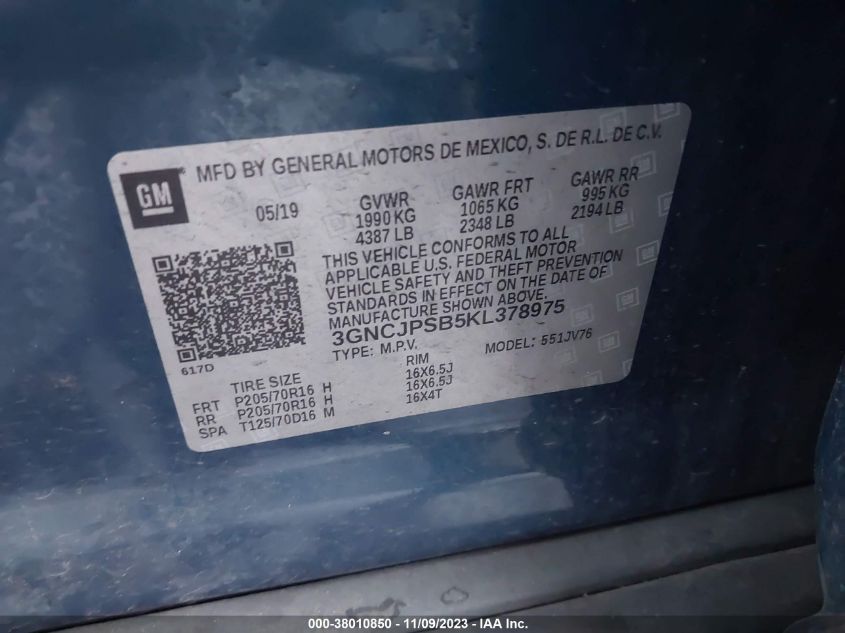 GM
MFD BY GENERAL MOTORS DE MEXICO, S. DE R.L. DE C.V.
05/19 GVWR GAWR FRT GAWR RR
1990 KG 1065 KG 995 KG
4387 LB 2348 LB 2194 LB
THIS VEHICLE CONFORMS TO ALL
APPLICABLE U.S. FEDERAL MOTOR
VEHICLE SAFETY AND THEFT PREVENTION
STANDARDS IN EFFECT ON THE DATE OF
MANUFACTURE SHOWN ABOVE.
3GNCJPSB5KL378975
617D TYPE: M.P.V. MODEL: 551JV76
TIRE SIZE RIM
FRT P205/70R16 H 16X6.5J
RR P205/70R16 H 16X6.5J
SPA T125/70D16 M 16X4T
000-38010850 - 11/09/2023 - IAA Inc.